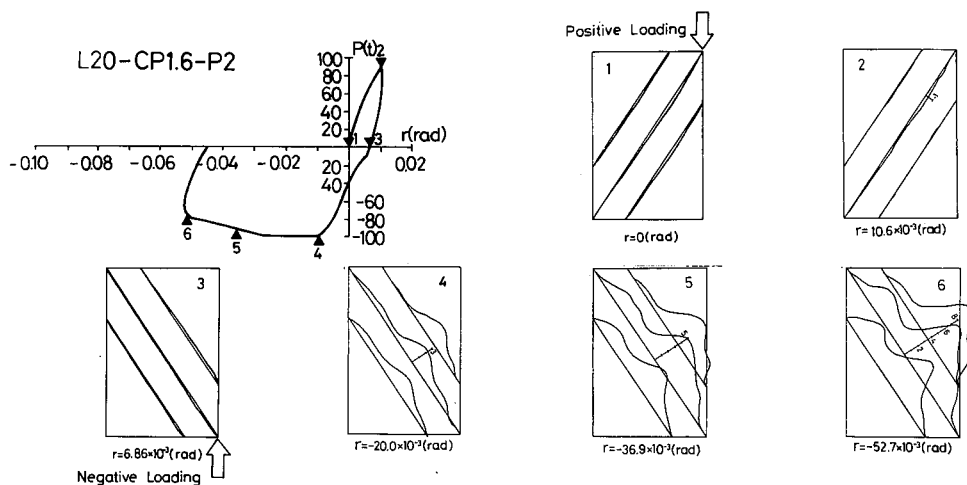 L20-CP1.6-P2
P(t)
2
100
80
60
40
20
1
3
r(rad)
-0.10
-0.08
-0.06
-0.04
-0.02
0.02
20
40
-60
-80
-100
6
5
4
Positive Loading
1
r=0(rad)
2
r=10.6×10⁻³(rad)
3
r=6.86×10⁻³(rad)
Negative Loading
4
r=-20.0×10⁻³(rad)
5
r=-36.9×10⁻³(rad)
6
r=-52.7×10⁻³(rad)